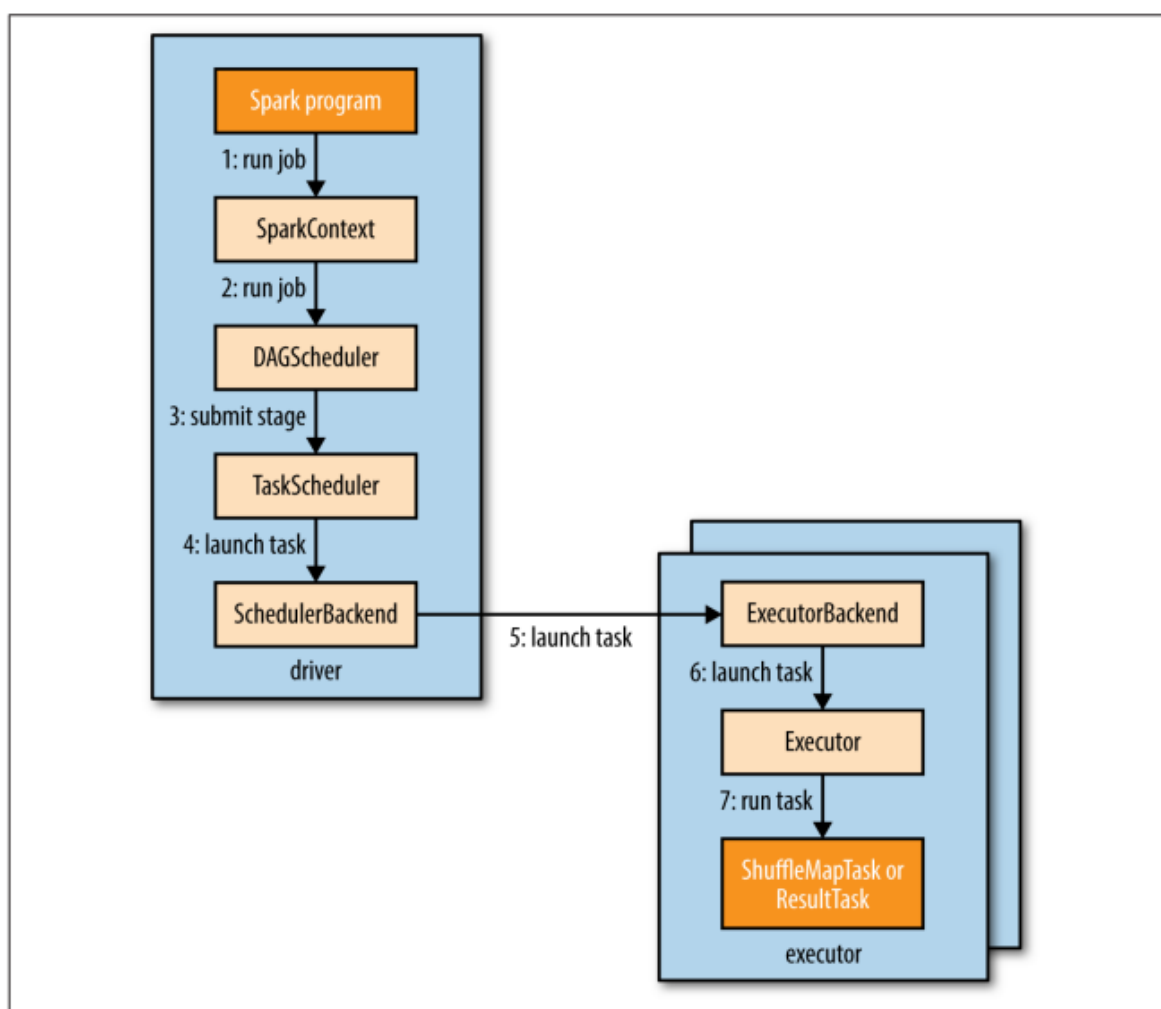 Spark program
1: run job
SparkContext
2: run job
DAGScheduler
3: submit stage
TaskScheduler
4: launch task
SchedulerBackend
driver
5: launch task
ExecutorBackend
6: launch task
Executor
7: run task
ShuffleMapTask or
ResultTask
executor